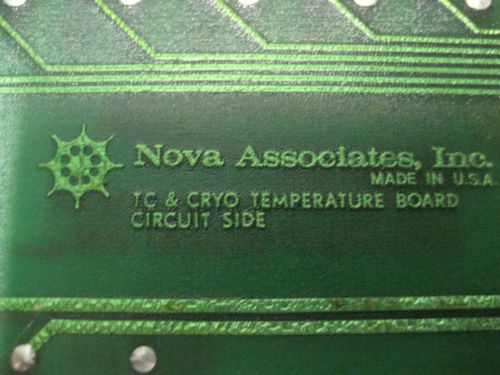 Nova Associates, Inc.
MADE IN U.S.A
TC & CRYO TEMPERATURE BOARD
CIRCUIT SIDE